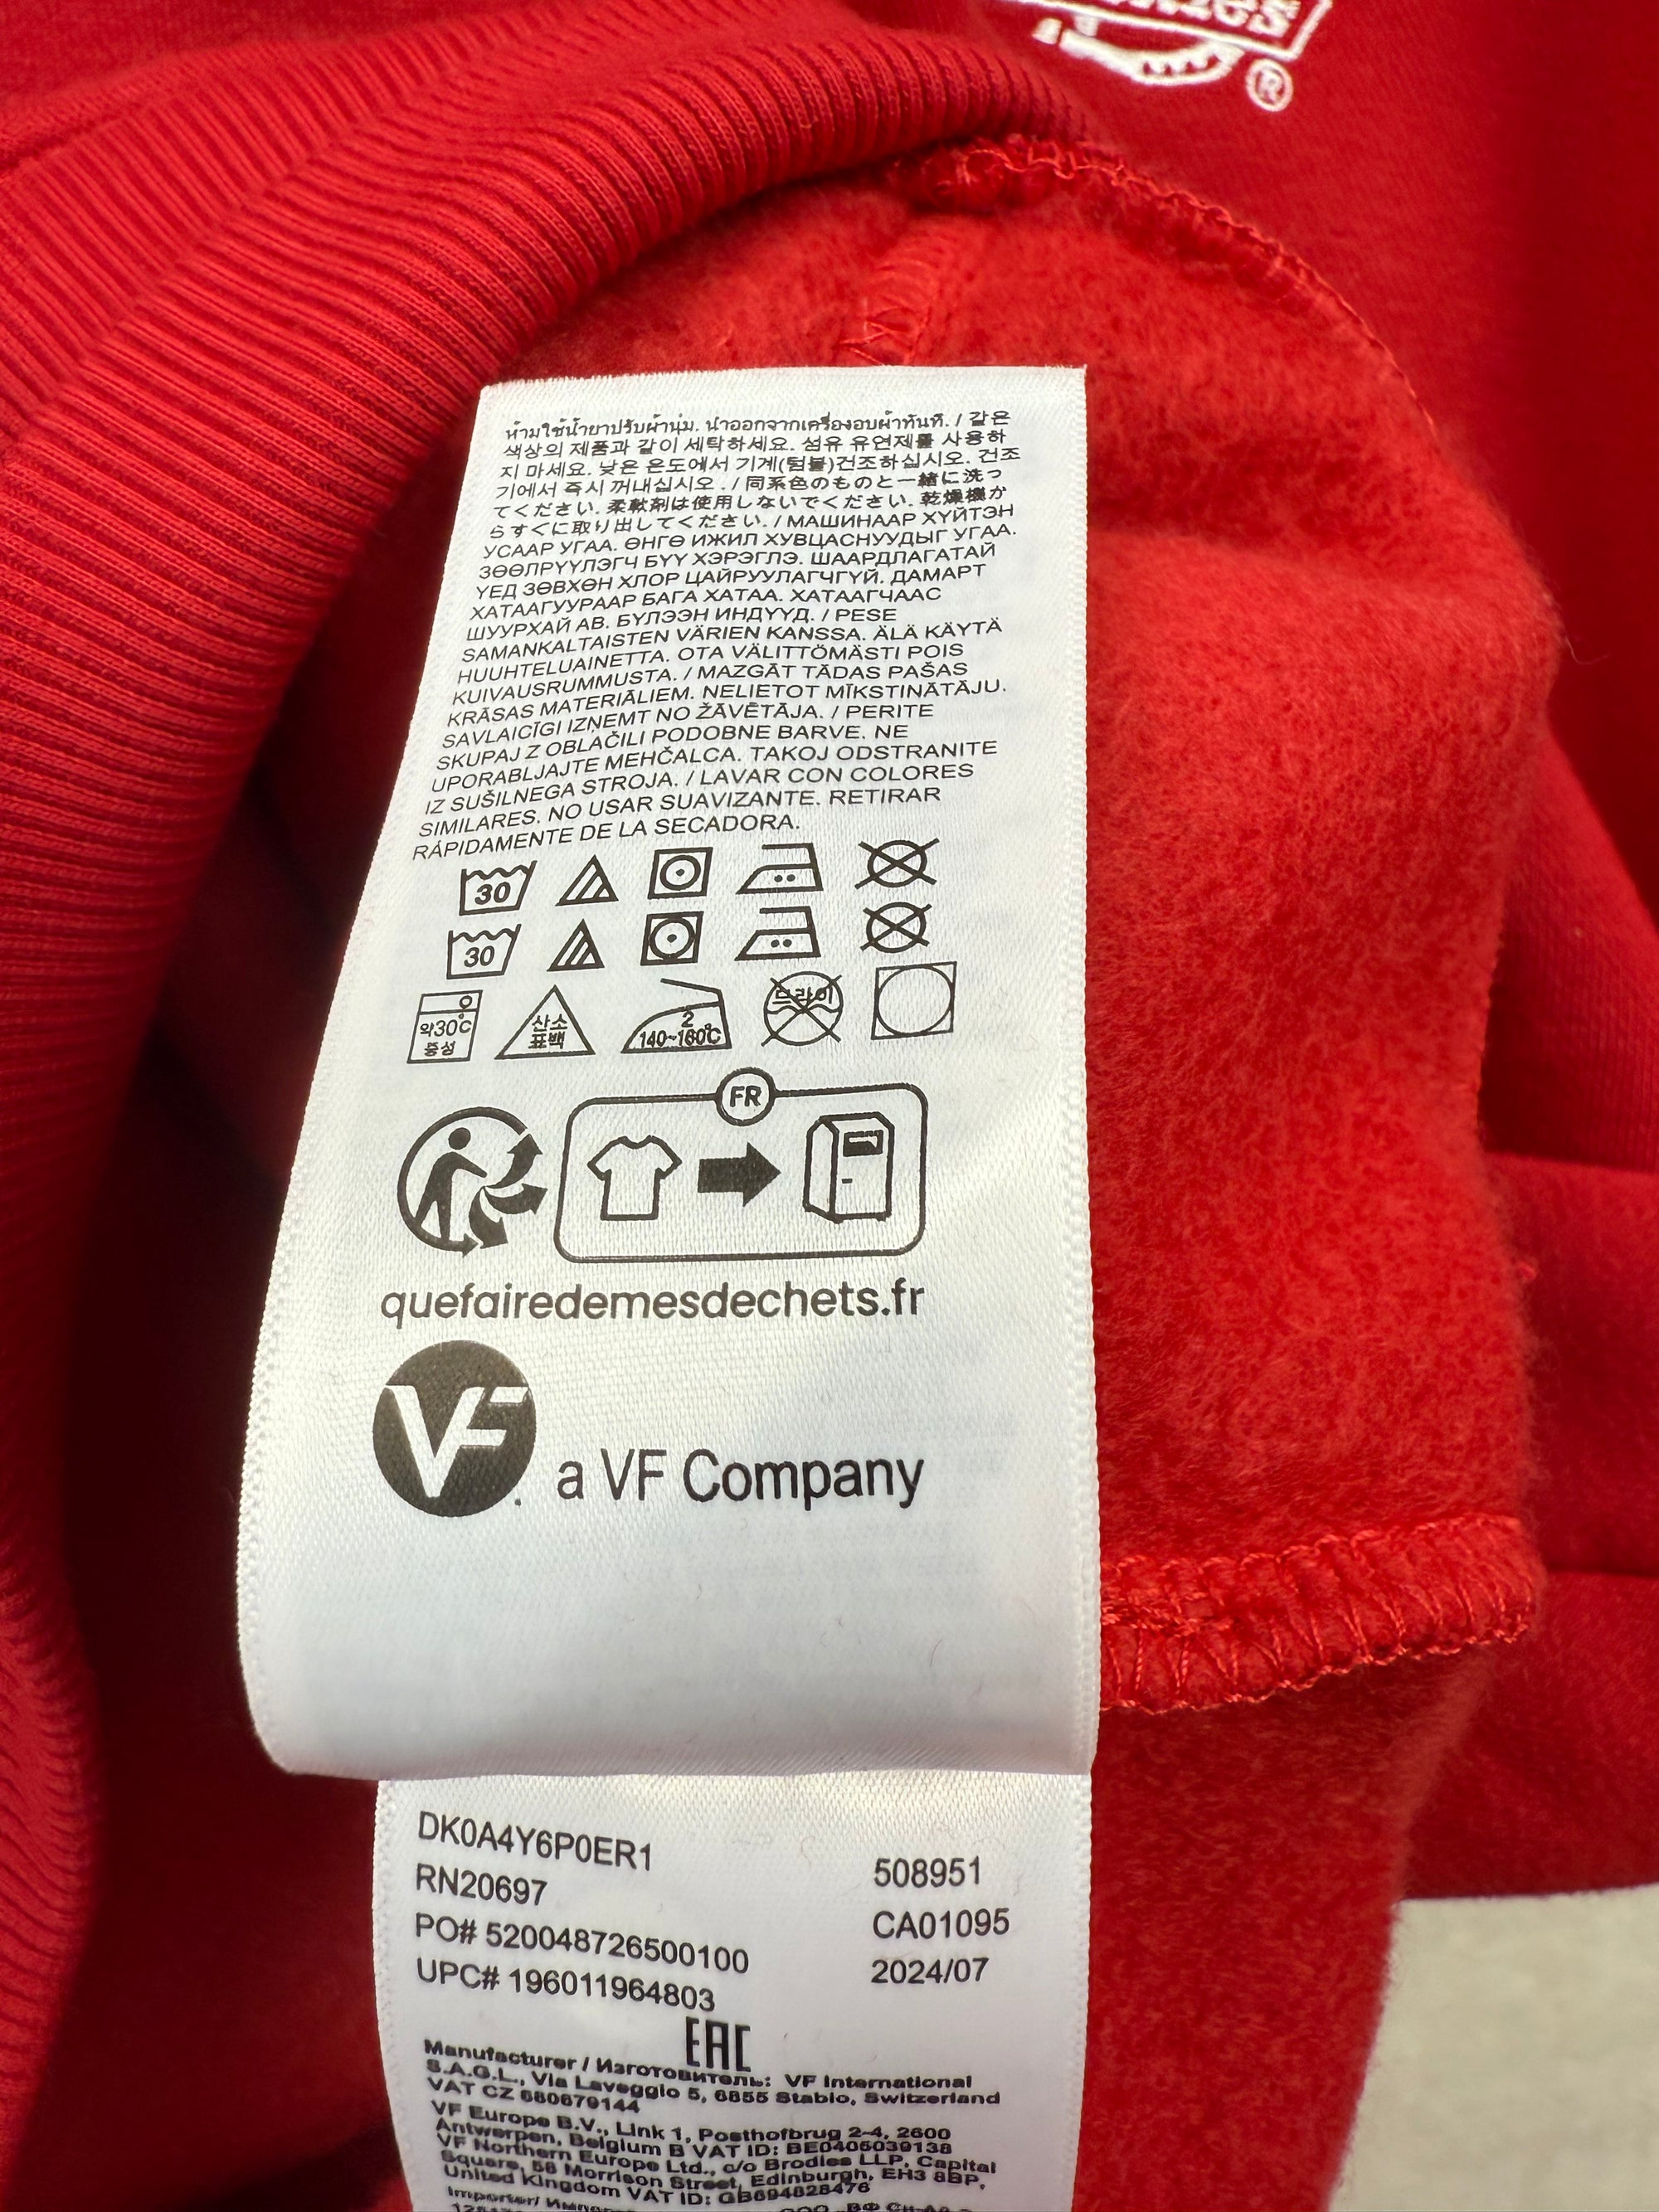 ®
ห้ามใช้น้ำยาปรับผ้านุ่ม. นำออกจากเครื่องอบผ้าทันที. / 같은
색상의 제품과 같이 세탁하세요. 섬유 유연제를 사용하
지 마세요. 낮은 온도에서 기계(텀블)건조하십시오. 건조
기에서 즉시 꺼내십시오 . / 同系色のものと一緒に洗っ
てください. 柔軟剤は使用しないでください. 乾燥機か
らすぐに取り出してください. / МАШИНААР ХҮЙТЭН
УСААР УГАА. ӨНГӨ ИЖИЛ ХУВЦАСНУУДЫГ УГАА.
ЗӨӨЛРҮҮЛЭГЧ БҮҮ ХЭРЭГЛЭ. ШААРДЛАГАТАЙ
ҮЕД ЗӨВХӨН ХЛОР ЦАЙРУУЛАГЧГҮЙ. ДАМАРТ
ХАТААГУУРААР БАГА ХАТАА. ХАТААГЧААС
ШУУРХАЙ АВ. БҮЛЭЭН ИНДҮҮД. / PESE
SAMANKALTAISTEN VÄRIEN KANSSA. ÄLÄ KÄYTÄ
HUUHTELUAINETTA. OTA VÄLITTÖMÄSTI POIS
KUIVAUSRUMMUSTA. / MAZGĀT TĀDAS PAŠAS
KRĀSAS MATERIĀLIEM. NELIETOT MĪKSTINĀTĀJU.
SAVLAICĪGI IZŅEMT NO ŽĀVĒTĀJA. / PERITE
SKUPAJ Z OBLAČILI PODOBNE BARVE. NE
UPORABLJAJTE MEHČALCA. TAKOJ ODSTRANITE
IZ SUŠILNEGA STROJA. / LAVAR CON COLORES
SIMILARES. NO USAR SUAVIZANTE. RETIRAR
RÁPIDAMENTE DE LA SECADORA.
30
30
약30℃
중성
산소
표백
2
140~160℃
드라이
FR
quefairedemesdechets.fr
VF. a VF Company
DK0A4Y6P0ER1
508951
RN20697
CA01095
PO# 520048726500100
2024/07
UPC# 196011964803
EAC
Manufacturer / Изготовитель: VF International
S.A.G.L., Via Laveggio 5, 6855 Stabio, Switzerland
VAT CZ 680679144
VF Europe B.V., Link 1, Posthofbrug 2-4, 2600
Antwerpen, Belgium B VAT ID: BE0405039138
VF Northern Europe Ltd., c/o Brodies LLP, Capital
Square, 58 Morrison Street, Edinburgh, EH3 8BP,
United Kingdom VAT ID: GB694828476
Importer/